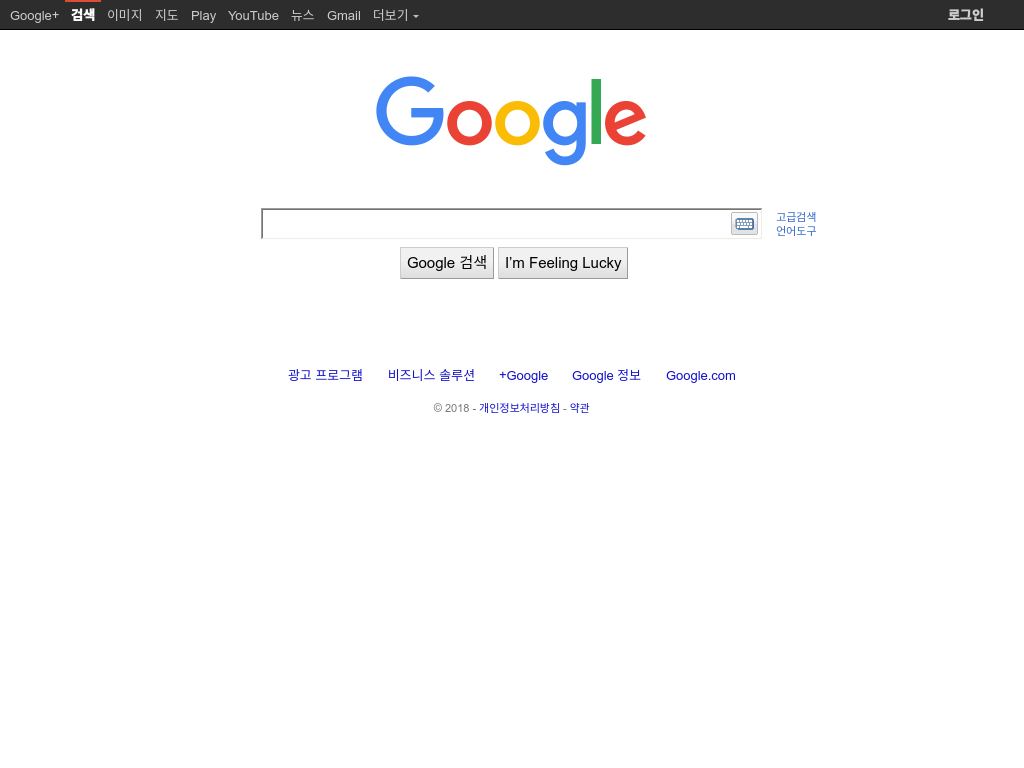 Google+ 검색 이미지 지도 Play YouTube 뉴스 Gmail 더보기 로그인
Google
고급검색
언어도구
Google 검색 I'm Feeling Lucky
광고 프로그램 비즈니스 솔루션 +Google Google 정보 Google.com
© 2018 - 개인정보처리방침 - 약관